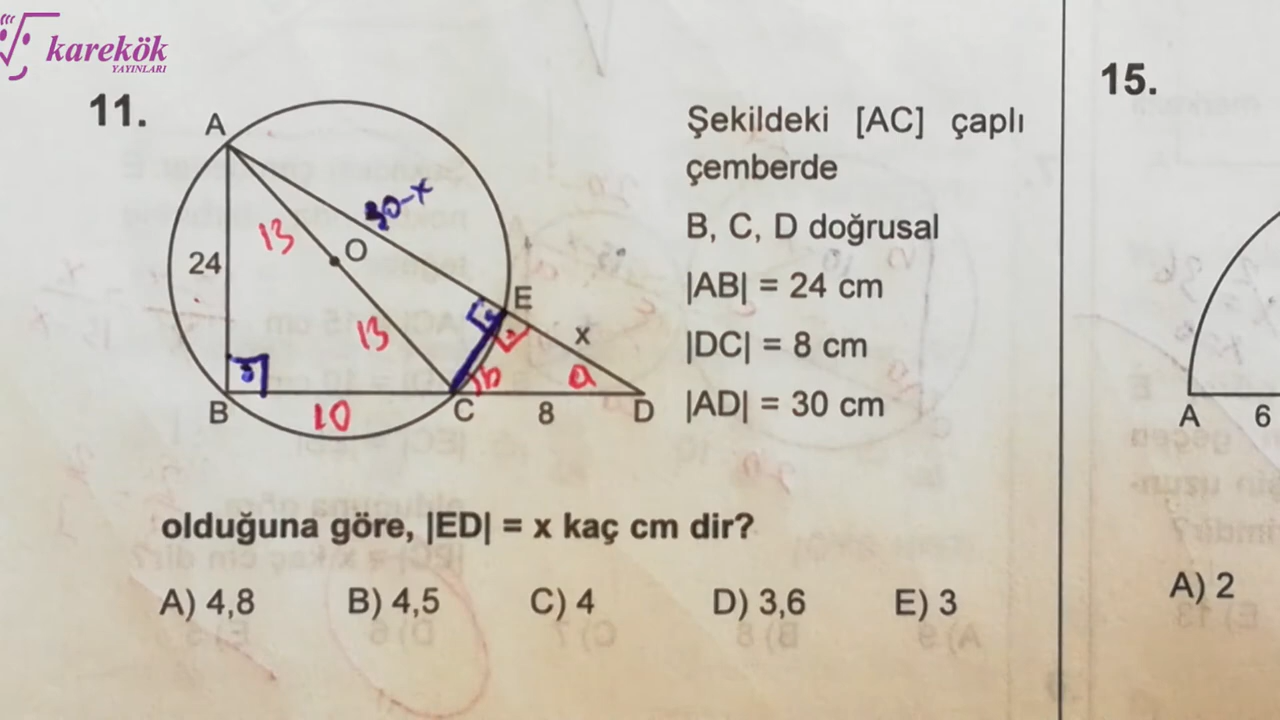 karekök
YAYINLARI
11.
A
30-x
13
O
24
E
13
x
b
a
B
10
C
8
D
Şekildeki [AC] çaplı
çemberde
B, C, D doğrusal
|AB| = 24 cm
|DC| = 8 cm
|AD| = 30 cm
olduğuna göre, |ED| = x kaç cm dir?
A) 4,8 B) 4,5 C) 4 D) 3,6 E) 3
15.
A
6
A) 2